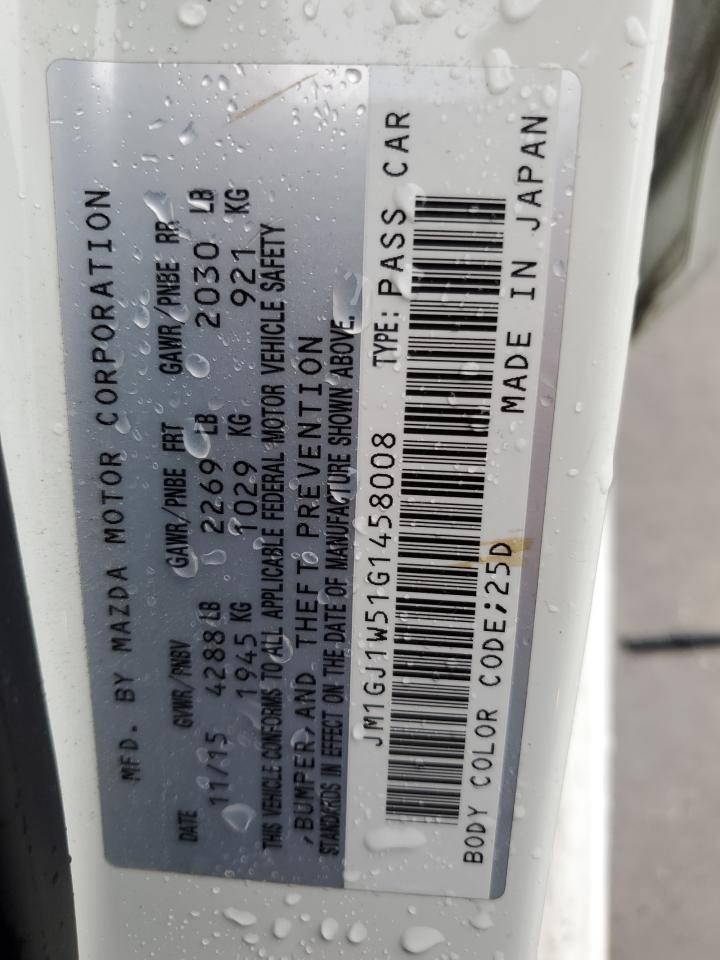 MFD. BY MAZDA MOTOR CORPORATION
DATE GVWR/PNBV GAWR/PNBE FRT GAWR/PNBE RR
11/15 4288 LB 2269 LB 2030 LB
1945 KG 1029 KG 921 KG
THIS VEHICLE CONFORMS TO ALL APPLICABLE FEDERAL MOTOR VEHICLE SAFETY
,BUMPER,AND THEFT PREVENTION
STANDARDS IN EFFECT ON THE DATE OF MANUFACTURE SHOWN ABOVE.
JM1GJ1W51G1458008 TYPE: PASS CAR
BODY COLOR CODE;25D MADE IN JAPAN